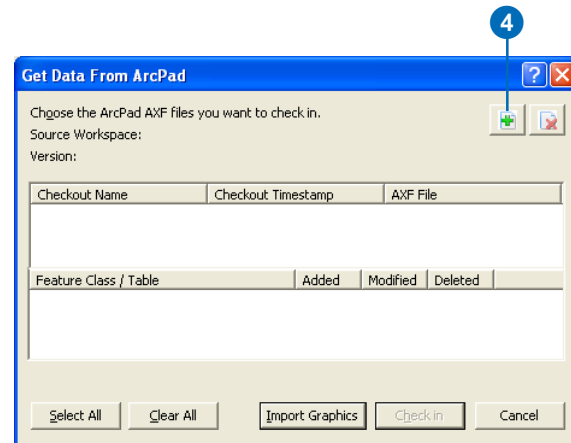 4
Get Data From ArcPad
Choose the ArcPad AXF files you want to check in.
Source Workspace:
Version:
Checkout Name Checkout Timestamp AXF File
Feature Class / Table Added Modified Deleted
Select All Clear All Import Graphics Check in Cancel